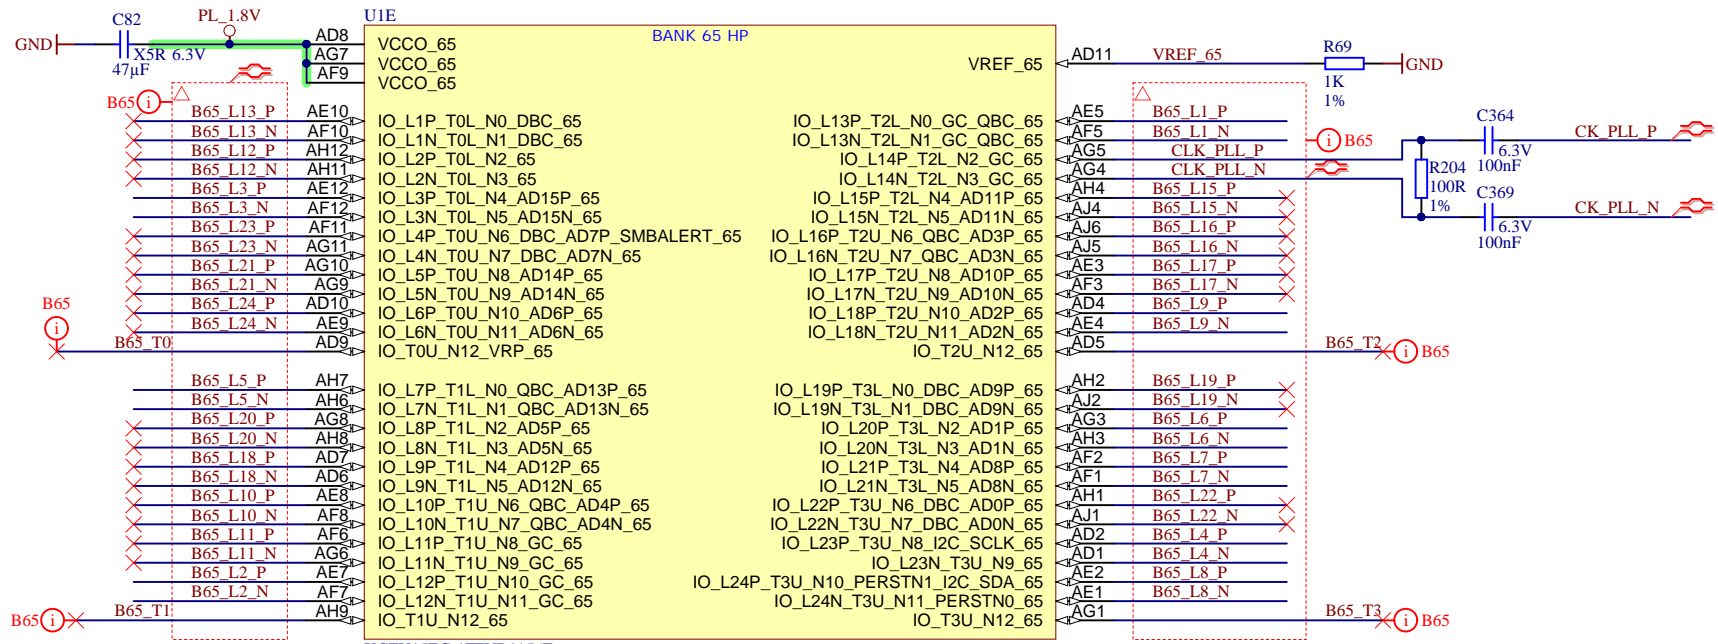 C82
PL_1.8V
U1E
GND
X5R 6.3V
47µF
BANK 65 HP
AD8 VCCO_65
AG7 VCCO_65
AF9 VCCO_65
VREF_65 AD11 VREF_65 R69 GND
1K
1%
B65
B65_L13_P AE10 IO_L1P_T0L_N0_DBC_65
B65_L13_N AF10 IO_L1N_T0L_N1_DBC_65
B65_L12_P AH12 IO_L2P_T0L_N2_65
B65_L12_N AH11 IO_L2N_T0L_N3_65
B65_L3_P AE12 IO_L3P_T0L_N4_AD15P_65
B65_L3_N AF12 IO_L3N_T0L_N5_AD15N_65
B65_L23_P AF11 IO_L4P_T0U_N6_DBC_AD7P_SMBALERT_65
B65_L23_N AG11 IO_L4N_T0U_N7_DBC_AD7N_65
B65_L21_P AG10 IO_L5P_T0U_N8_AD14P_65
B65_L21_N AG9 IO_L5N_T0U_N9_AD14N_65
B65_L24_P AD10 IO_L6P_T0U_N10_AD6P_65
B65_L24_N AE9 IO_L6N_T0U_N11_AD6N_65
B65
B65_T0 AD9 IO_T0U_N12_VRP_65
B65_L5_P AH7 IO_L7P_T1L_N0_QBC_AD13P_65
B65_L5_N AH6 IO_L7N_T1L_N1_QBC_AD13N_65
B65_L20_P AG8 IO_L8P_T1L_N2_AD5P_65
B65_L20_N AH8 IO_L8N_T1L_N3_AD5N_65
B65_L18_P AD7 IO_L9P_T1L_N4_AD12P_65
B65_L18_N AD6 IO_L9N_T1L_N5_AD12N_65
B65_L10_P AE8 IO_L10P_T1U_N6_QBC_AD4P_65
B65_L10_N AF8 IO_L10N_T1U_N7_QBC_AD4N_65
B65_L11_P AF6 IO_L11P_T1U_N8_GC_65
B65_L11_N AG6 IO_L11N_T1U_N9_GC_65
B65_L2_P AE7 IO_L12P_T1U_N10_GC_65
B65_L2_N AF7 IO_L12N_T1U_N11_GC_65
B65 B65_T1 AH9 IO_T1U_N12_65
IO_L13P_T2L_N0_GC_QBC_65 AE5 B65_L1_P
IO_L13N_T2L_N1_GC_QBC_65 AF5 B65_L1_N B65
IO_L14P_T2L_N2_GC_65 AG5 CLK_PLL_P
IO_L14N_T2L_N3_GC_65 AG4 CLK_PLL_N
IO_L15P_T2L_N4_AD11P_65 AH4 B65_L15_P
IO_L15N_T2L_N5_AD11N_65 AJ4 B65_L15_N
IO_L16P_T2U_N6_QBC_AD3P_65 AJ6 B65_L16_P
IO_L16N_T2U_N7_QBC_AD3N_65 AJ5 B65_L16_N
IO_L17P_T2U_N8_AD10P_65 AE3 B65_L17_P
IO_L17N_T2U_N9_AD10N_65 AF3 B65_L17_N
IO_L18P_T2U_N10_AD2P_65 AD4 B65_L9_P
IO_L18N_T2U_N11_AD2N_65 AE4 B65_L9_N
IO_T2U_N12_65 AD5 B65_T2 B65
IO_L19P_T3L_N0_DBC_AD9P_65 AH2 B65_L19_P
IO_L19N_T3L_N1_DBC_AD9N_65 AJ2 B65_L19_N
IO_L20P_T3L_N2_AD1P_65 AG3 B65_L6_P
IO_L20N_T3L_N3_AD1N_65 AH3 B65_L6_N
IO_L21P_T3L_N4_AD8P_65 AF2 B65_L7_P
IO_L21N_T3L_N5_AD8N_65 AF1 B65_L7_N
IO_L22P_T3U_N6_DBC_AD0P_65 AH1 B65_L22_P
IO_L22N_T3U_N7_DBC_AD0N_65 AJ1 B65_L22_N
IO_L23P_T3U_N8_I2C_SCLK_65 AD2 B65_L4_P
IO_L23N_T3U_N9_65 AD1 B65_L4_N
IO_L24P_T3U_N10_PERSTN1_I2C_SDA_65 AE2 B65_L8_P
IO_L24N_T3U_N11_PERSTN0_65 AE1 B65_L8_N
IO_T3U_N12_65 AG1 B65_T3 B65
C364
CK_PLL_P
6.3V
100nF
R204
100R
1%
C369
CK_PLL_N
6.3V
100nF